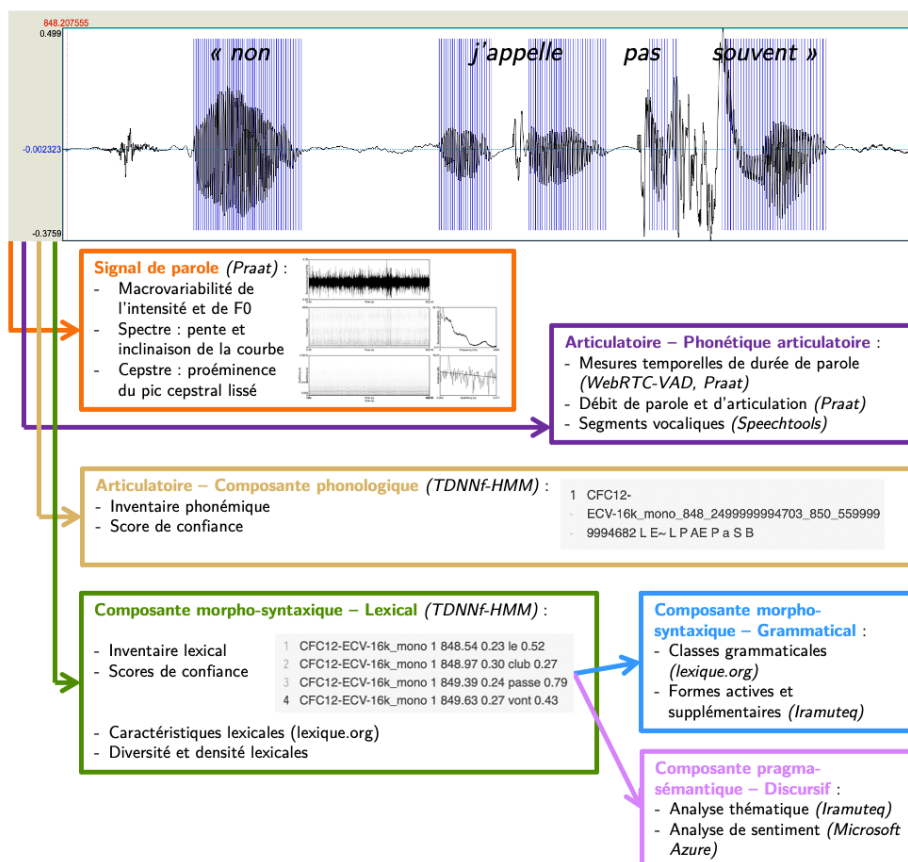 848.207555
0.499
« non j'appelle pas souvent »
-0.002323
-0.3759
Signal de parole (Praat) :
- Macrovariabilité de
l'intensité et de F0
- Spectre : pente et
inclinaison de la courbe
- Cepstre : proéminence
du pic cepstral lissé
Articulatoire – Phonétique articulatoire :
- Mesures temporelles de durée de parole
(WebRTC-VAD, Praat)
- Débit de parole et d'articulation (Praat)
- Segments vocaliques (Speechtools)
Articulatoire – Composante phonologique (TDNNf-HMM) :
- Inventaire phonémique
- Score de confiance
1 CFC12-
ECV-16k_mono_848_2499999994703_850_559999
9994682 L E~ L P AE P a S B
Composante morpho-syntaxique – Lexical (TDNNf-HMM) :
- Inventaire lexical
- Scores de confiance
1 CFC12-ECV-16k_mono 1 848.54 0.23 le 0.52
2 CFC12-ECV-16k_mono 1 848.97 0.30 club 0.27
3 CFC12-ECV-16k_mono 1 849.39 0.24 passe 0.79
4 CFC12-ECV-16k_mono 1 849.63 0.27 vont 0.43
- Caractéristiques lexicales (lexique.org)
- Diversité et densité lexicales
Composante morpho-
syntaxique – Grammatical :
- Classes grammaticales
(lexique.org)
- Formes actives et
supplémentaires (Iramuteq)
Composante pragma-
sémantique – Discursif :
- Analyse thématique (Iramuteq)
- Analyse de sentiment (Microsoft
Azure)